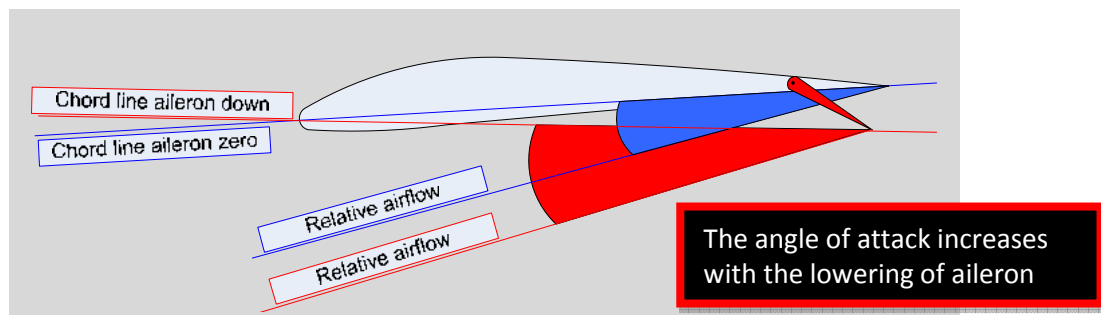 Chord line aileron down
Chord line aileron zero
Relative airflow
Relative airflow
The angle of attack increases
with the lowering of aileron